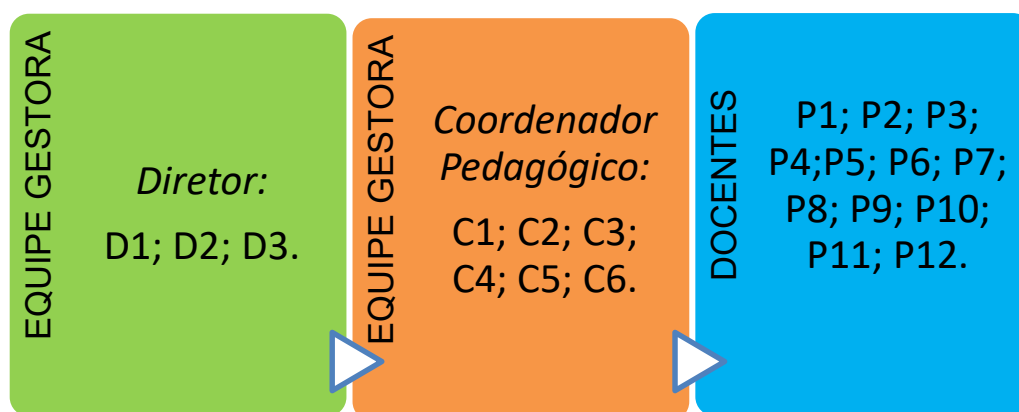 EQUIPE GESTORA
Diretor:
D1; D2; D3.
EQUIPE GESTORA
Coordenador
Pedagógico:
C1; C2; C3;
C4; C5; C6.
DOCENTES
P1; P2; P3;
P4;P5; P6; P7;
P8; P9; P10;
P11; P12.